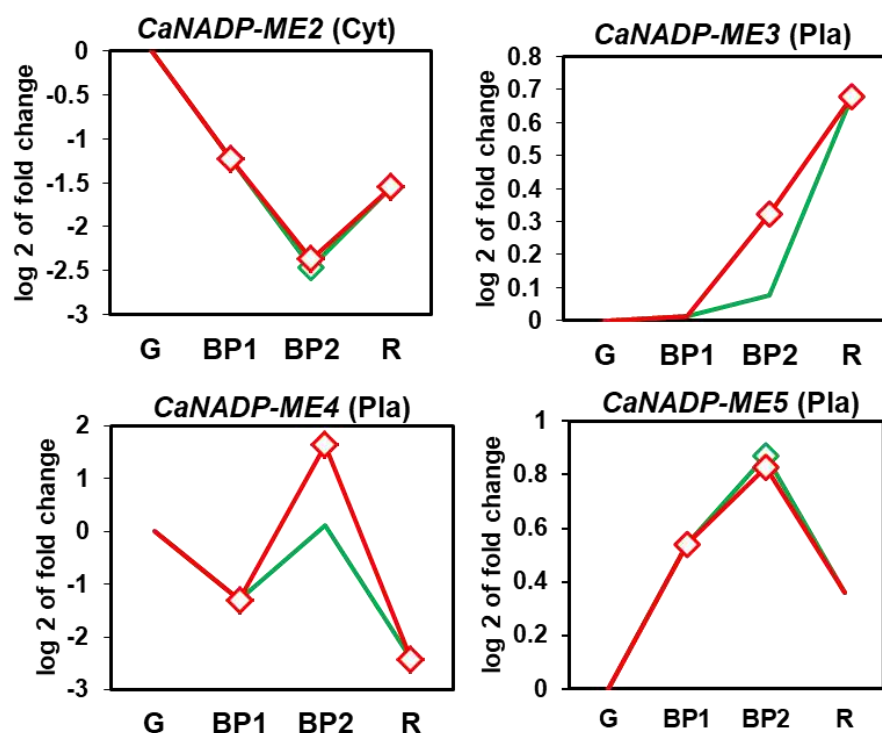 CaNADP-ME2 (Cyt)
log 2 of fold change
0
-0.5
-1
-1.5
-2
-2.5
-3
G BP1 BP2 R
CaNADP-ME3 (Pla)
log 2 of fold change
0.8
0.7
0.6
0.5
0.4
0.3
0.2
0.1
0
G BP1 BP2 R
CaNADP-ME4 (Pla)
log 2 of fold change
2
1
0
-1
-2
-3
G BP1 BP2 R
CaNADP-ME5 (Pla)
log 2 of fold change
1
0.8
0.6
0.4
0.2
0
G BP1 BP2 R